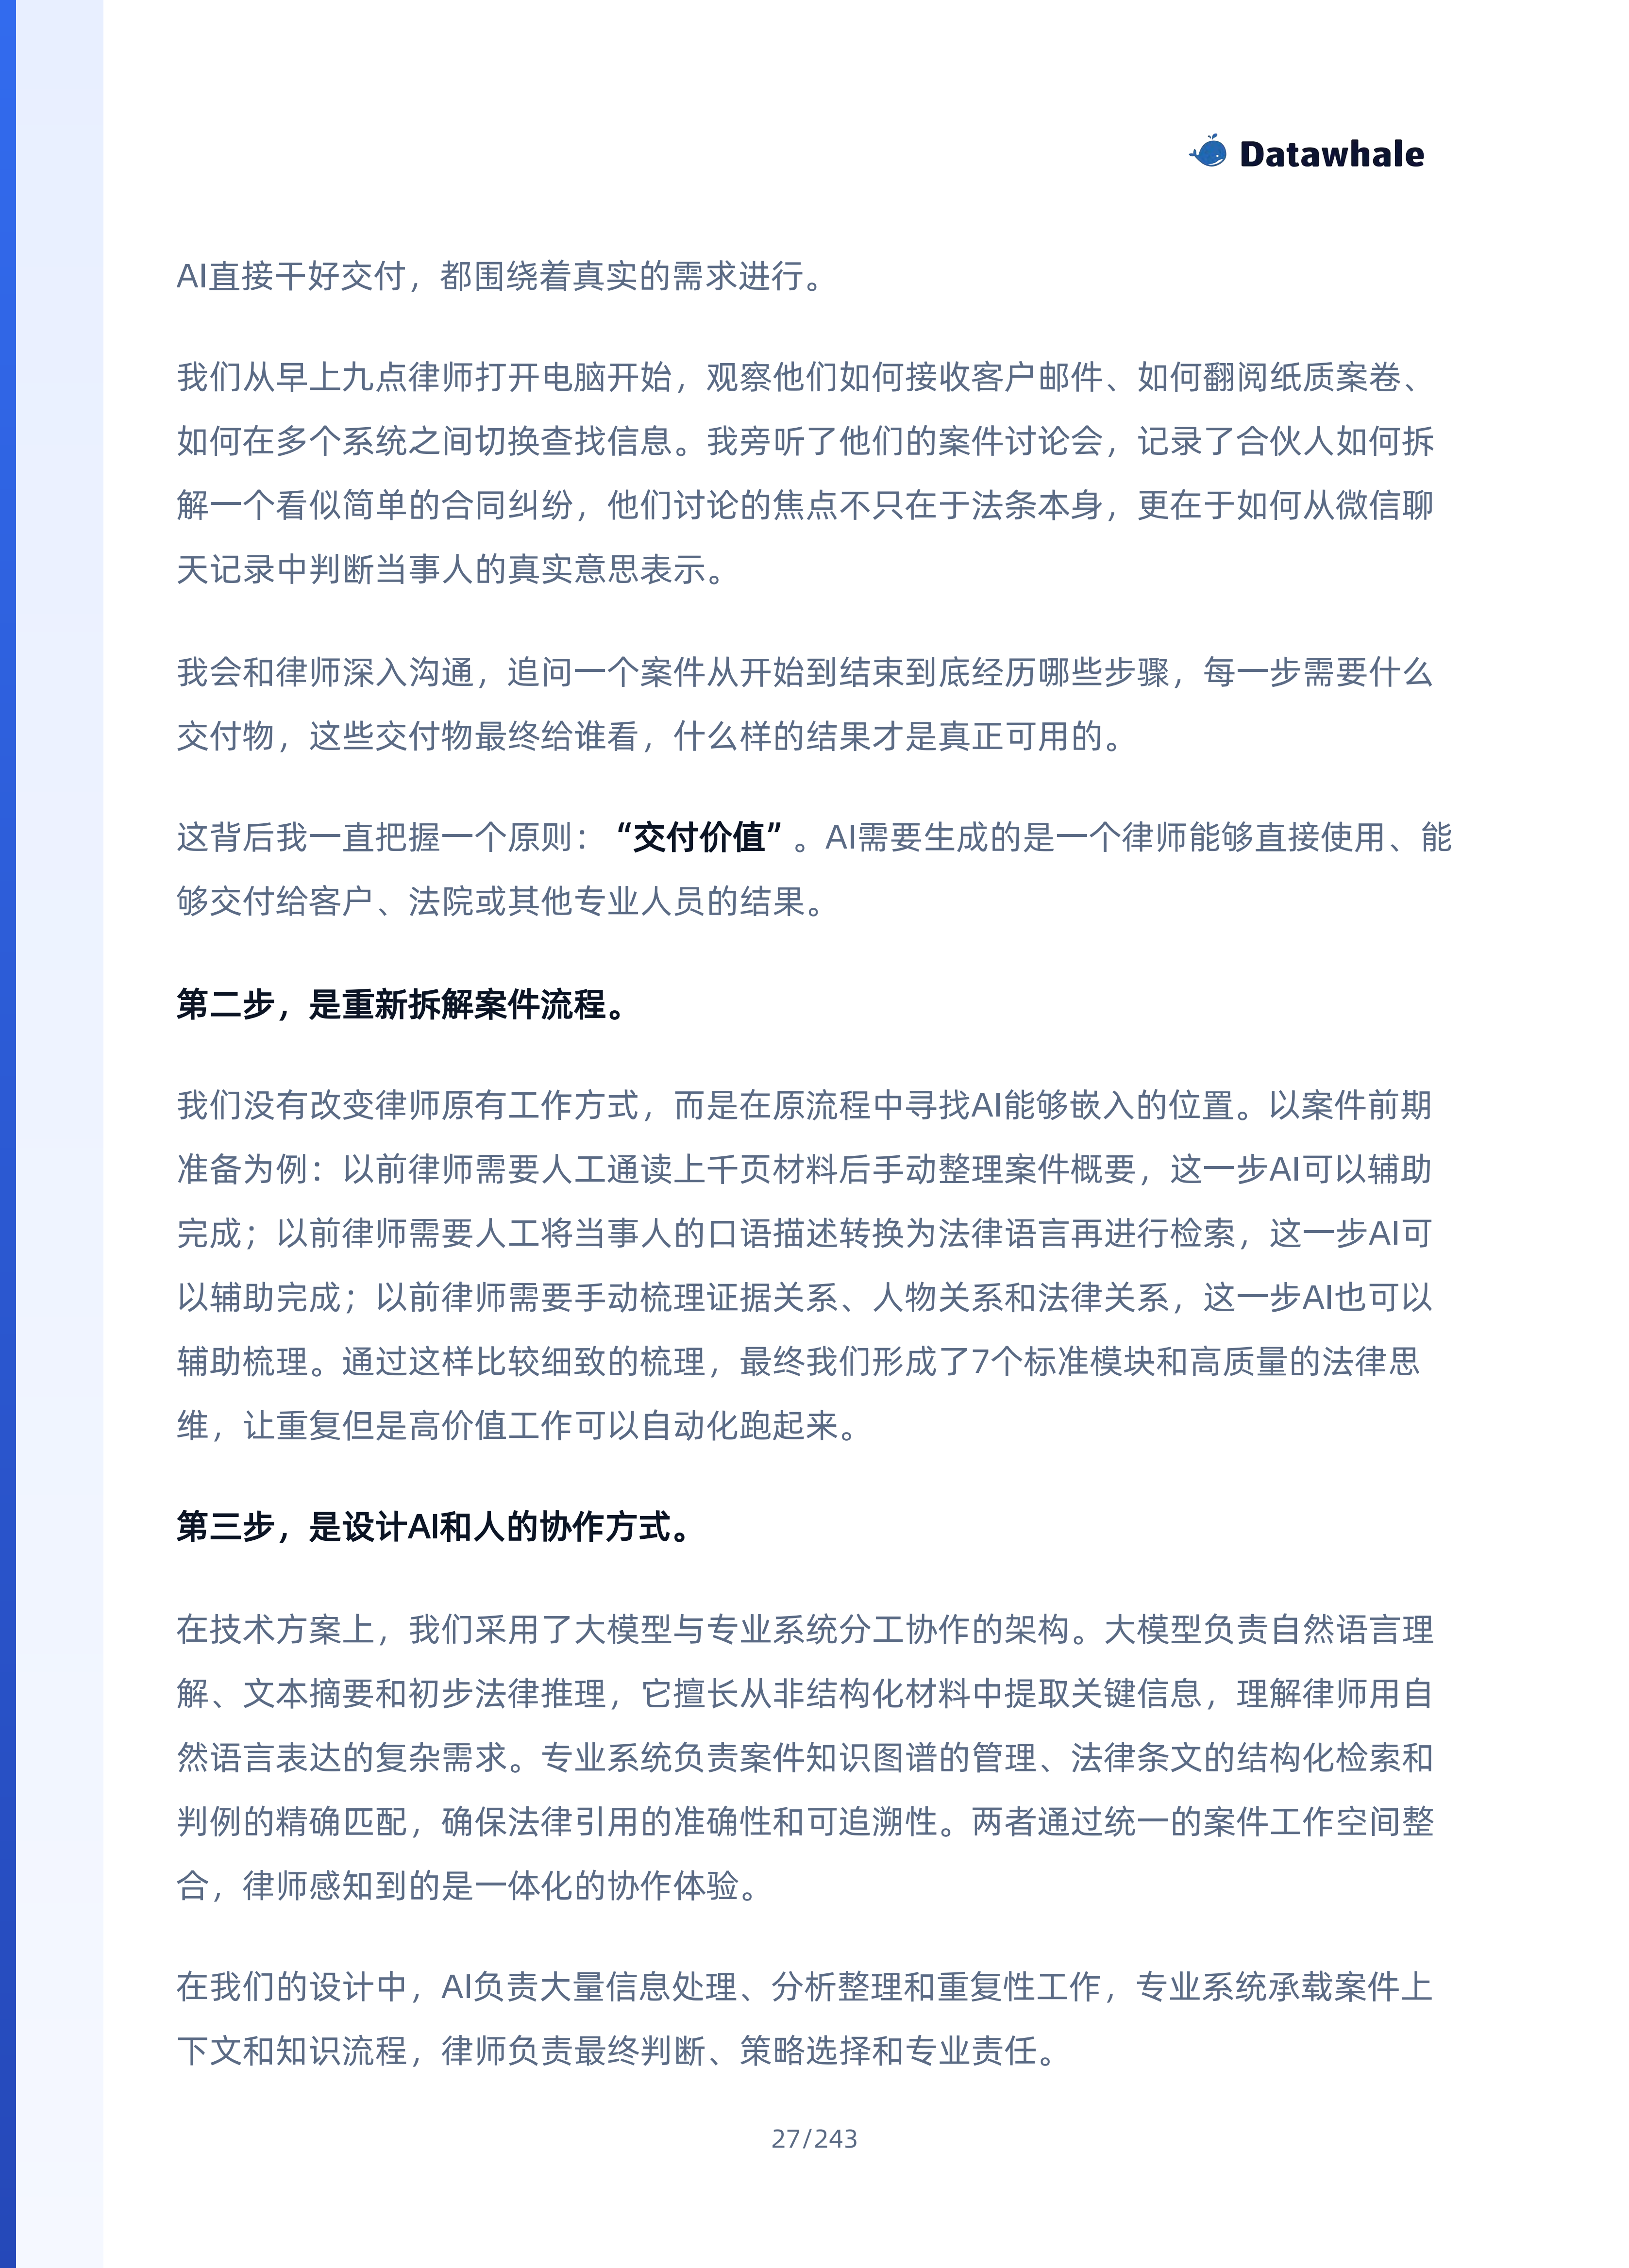 Datawhale
AI直接干好交付，都围绕着真实的需求进行。
我们从早上九点律师打开电脑开始，观察他们如何接收客户邮件、如何翻阅纸质案卷、
如何在多个系统之间切换查找信息。我旁听了他们的案件讨论会，记录了合伙人如何拆
解一个看似简单的合同纠纷，他们讨论的焦点不只在于法条本身，更在于如何从微信聊
天记录中判断当事人的真实意思表示。
我会和律师深入沟通，追问一个案件从开始到结束到底经历哪些步骤，每一步需要什么
交付物，这些交付物最终给谁看，什么样的结果才是真正可用的。
这背后我一直把握一个原则：“交付价值”。AI需要生成的是一个律师能够直接使用、能
够交付给客户、法院或其他专业人员的结果。
第二步，是重新拆解案件流程。
我们没有改变律师原有工作方式，而是在原流程中寻找AI能够嵌入的位置。以案件前期
准备为例：以前律师需要人工通读上千页材料后手动整理案件概要，这一步AI可以辅助
完成；以前律师需要人工将当事人的口语描述转换为法律语言再进行检索，这一步AI可
以辅助完成；以前律师需要手动梳理证据关系、人物关系和法律关系，这一步AI也可以
辅助梳理。通过这样比较细致的梳理，最终我们形成了7个标准模块和高质量的法律思
维，让重复但是高价值工作可以自动化跑起来。
第三步，是设计AI和人的协作方式。
在技术方案上，我们采用了大模型与专业系统分工协作的架构。大模型负责自然语言理
解、文本摘要和初步法律推理，它擅长从非结构化材料中提取关键信息，理解律师用自
然语言表达的复杂需求。专业系统负责案件知识图谱的管理、法律条文的结构化检索和
判例的精确匹配，确保法律引用的准确性和可追溯性。两者通过统一的案件工作空间整
合，律师感知到的是一体化的协作体验。
在我们的设计中，AI负责大量信息处理、分析整理和重复性工作，专业系统承载案件上
下文和知识流程，律师负责最终判断、策略选择和专业责任。
27/243